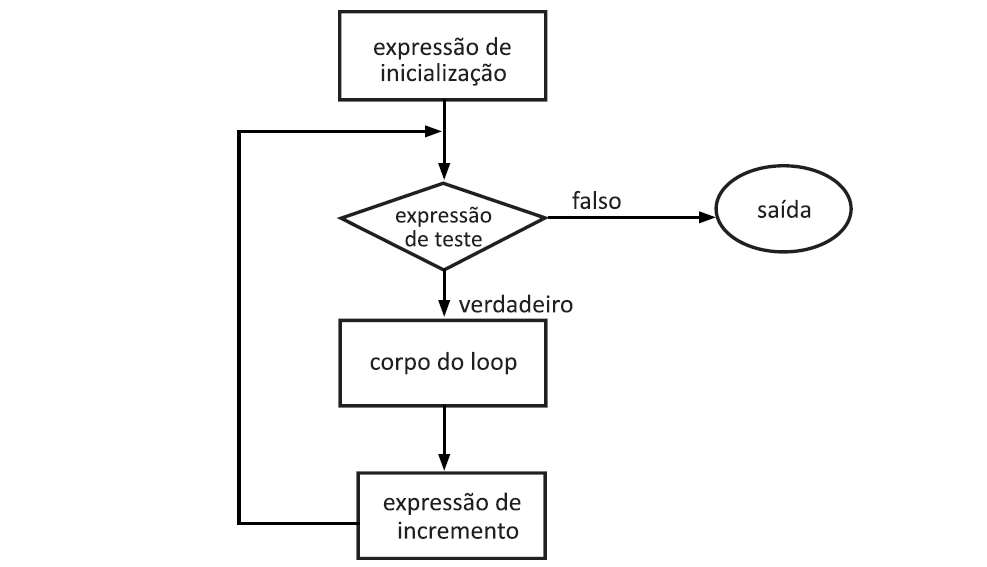 expressão de
inicialização
expressão
de teste
falso
saída
verdadeiro
corpo do loop
expressão de
incremento